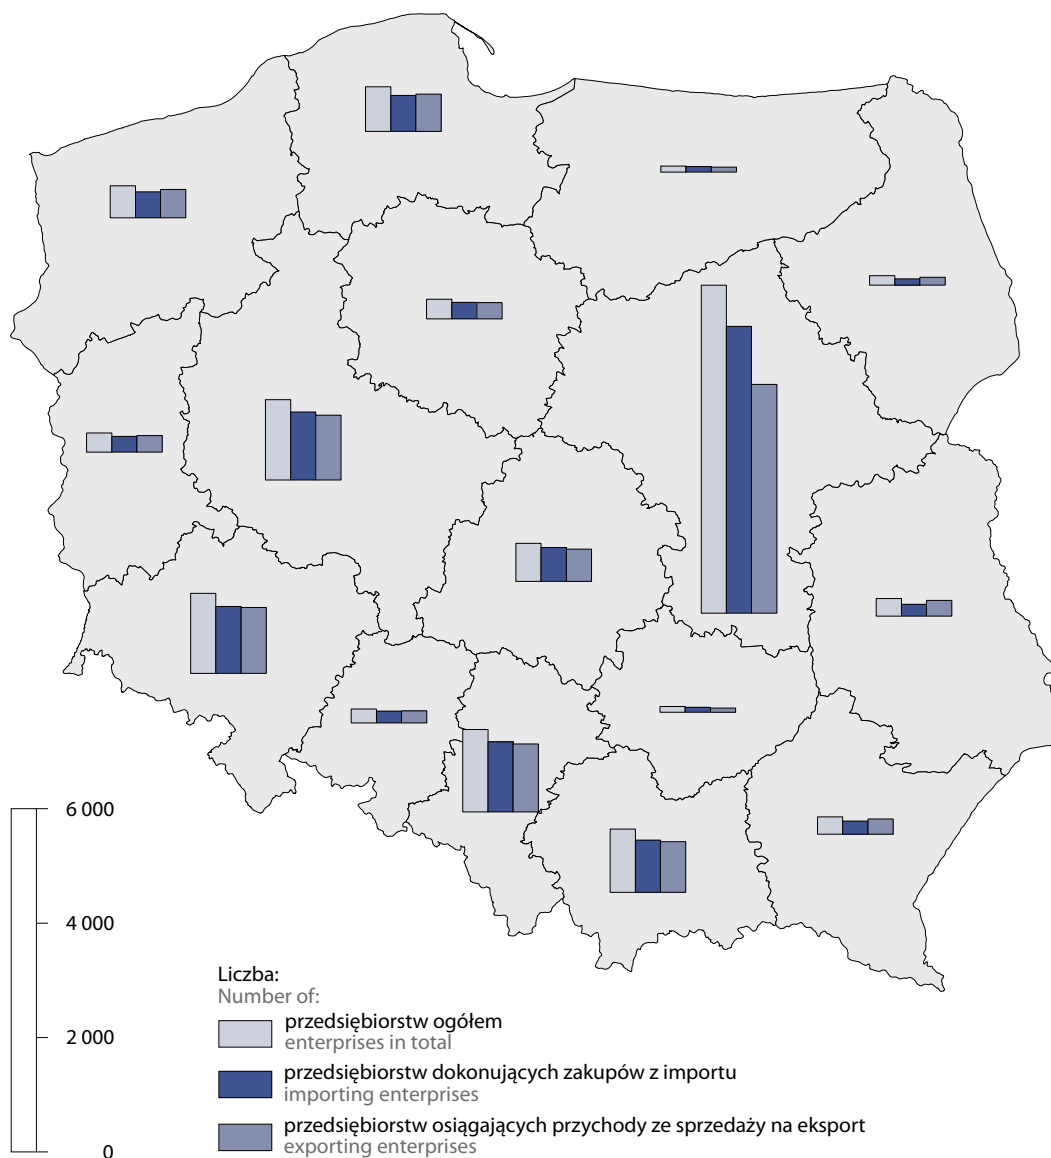 6 000
4 000
2 000
0
Liczba:
Number of:
przedsiębiorstw ogółem
enterprises in total
przedsiębiorstw dokonujących zakupów z importu
importing enterprises
przedsiębiorstw osiągających przychody ze sprzedaży na eksport
exporting enterprises